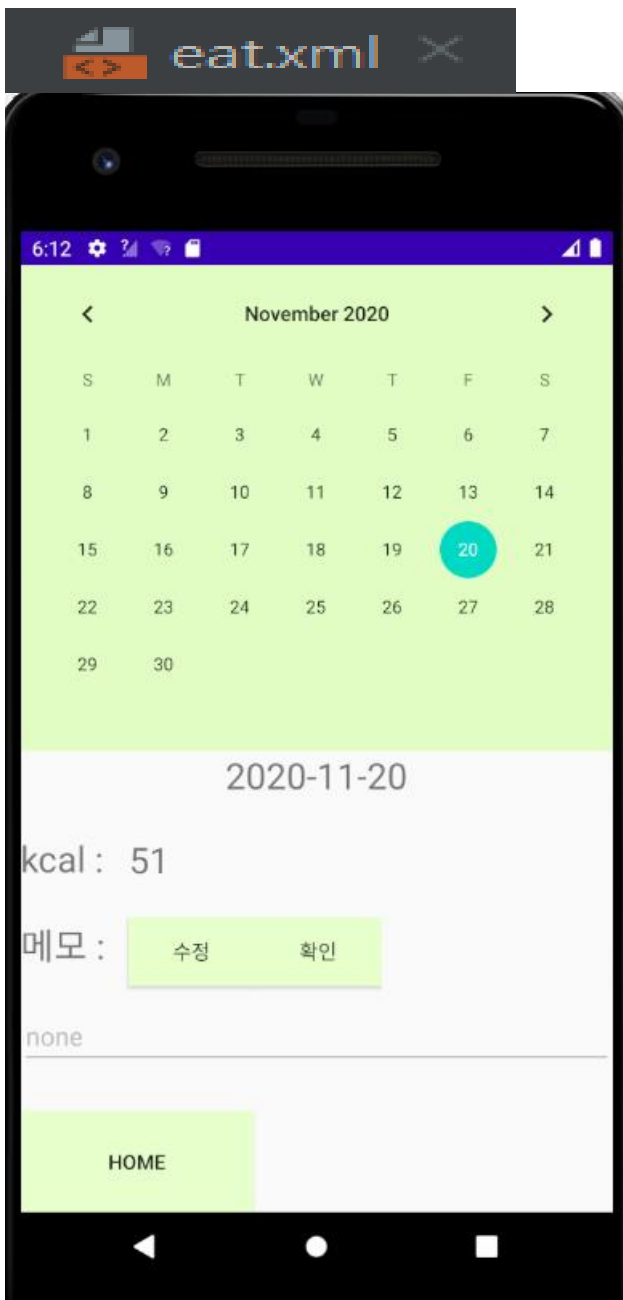 eat.xml
6:12
November 2020
S M T W T F S
1 2 3 4 5 6 7
8 9 10 11 12 13 14
15 16 17 18 19 20 21
22 23 24 25 26 27 28
29 30
2020-11-20
kcal : 51
메모 : 수정 확인
none
HOME